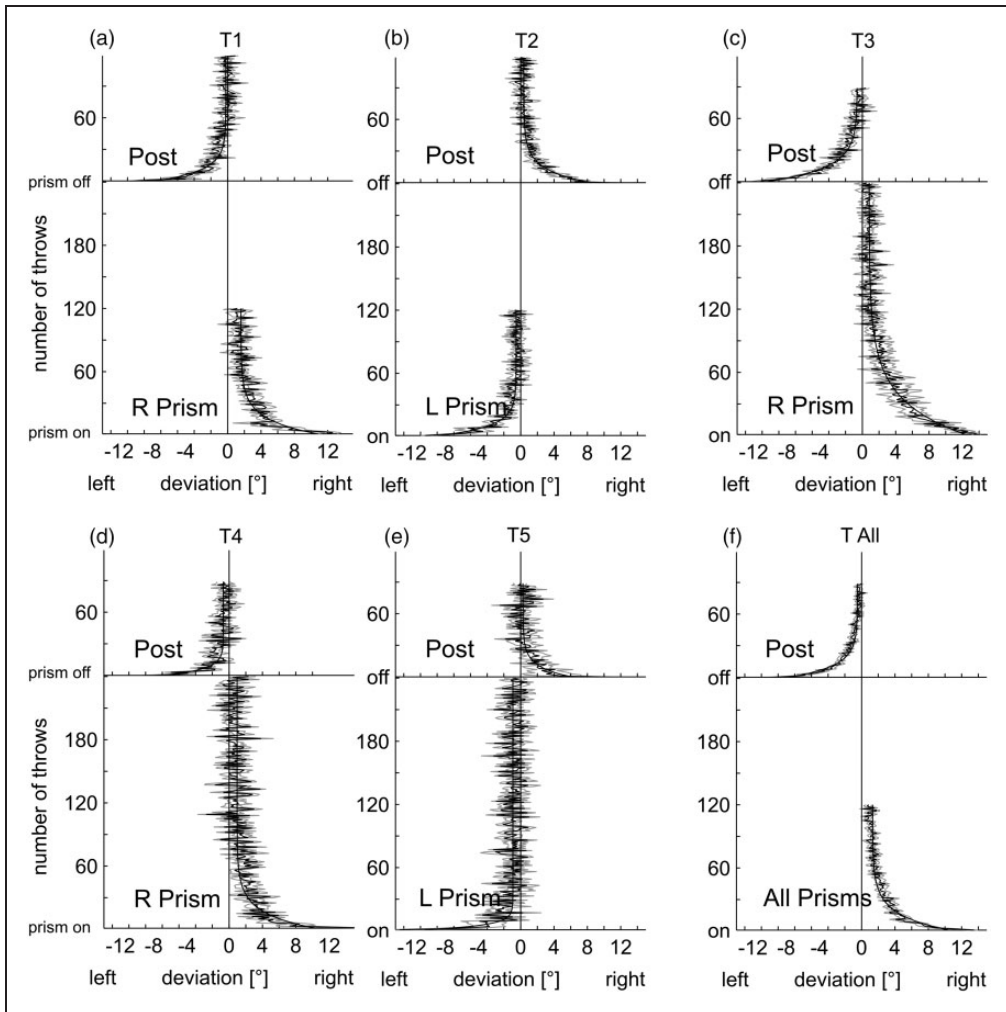 (a) T1 (b) T2 (c) T3
60 60 60
Post Post Post
prism off off off
180 180 180
120 120 120
60 60 60
number of throws
R Prism L Prism R Prism
prism on on on
-12 -8 -4 0 4 8 12 -12 -8 -4 0 4 8 12 -12 -8 -4 0 4 8 12
left deviation [°] right left deviation [°] right left deviation [°] right
(d) T4 (e) T5 (f) T All
60 60 60
Post Post Post
prism off off off
180 180 180
120 120 120
60 60 60
number of throws
R Prism L Prism All Prisms
prism on on on
-12 -8 -4 0 4 8 12 -12 -8 -4 0 4 8 12 -12 -8 -4 0 4 8 12
left deviation [°] right left deviation [°] right left deviation [°] right